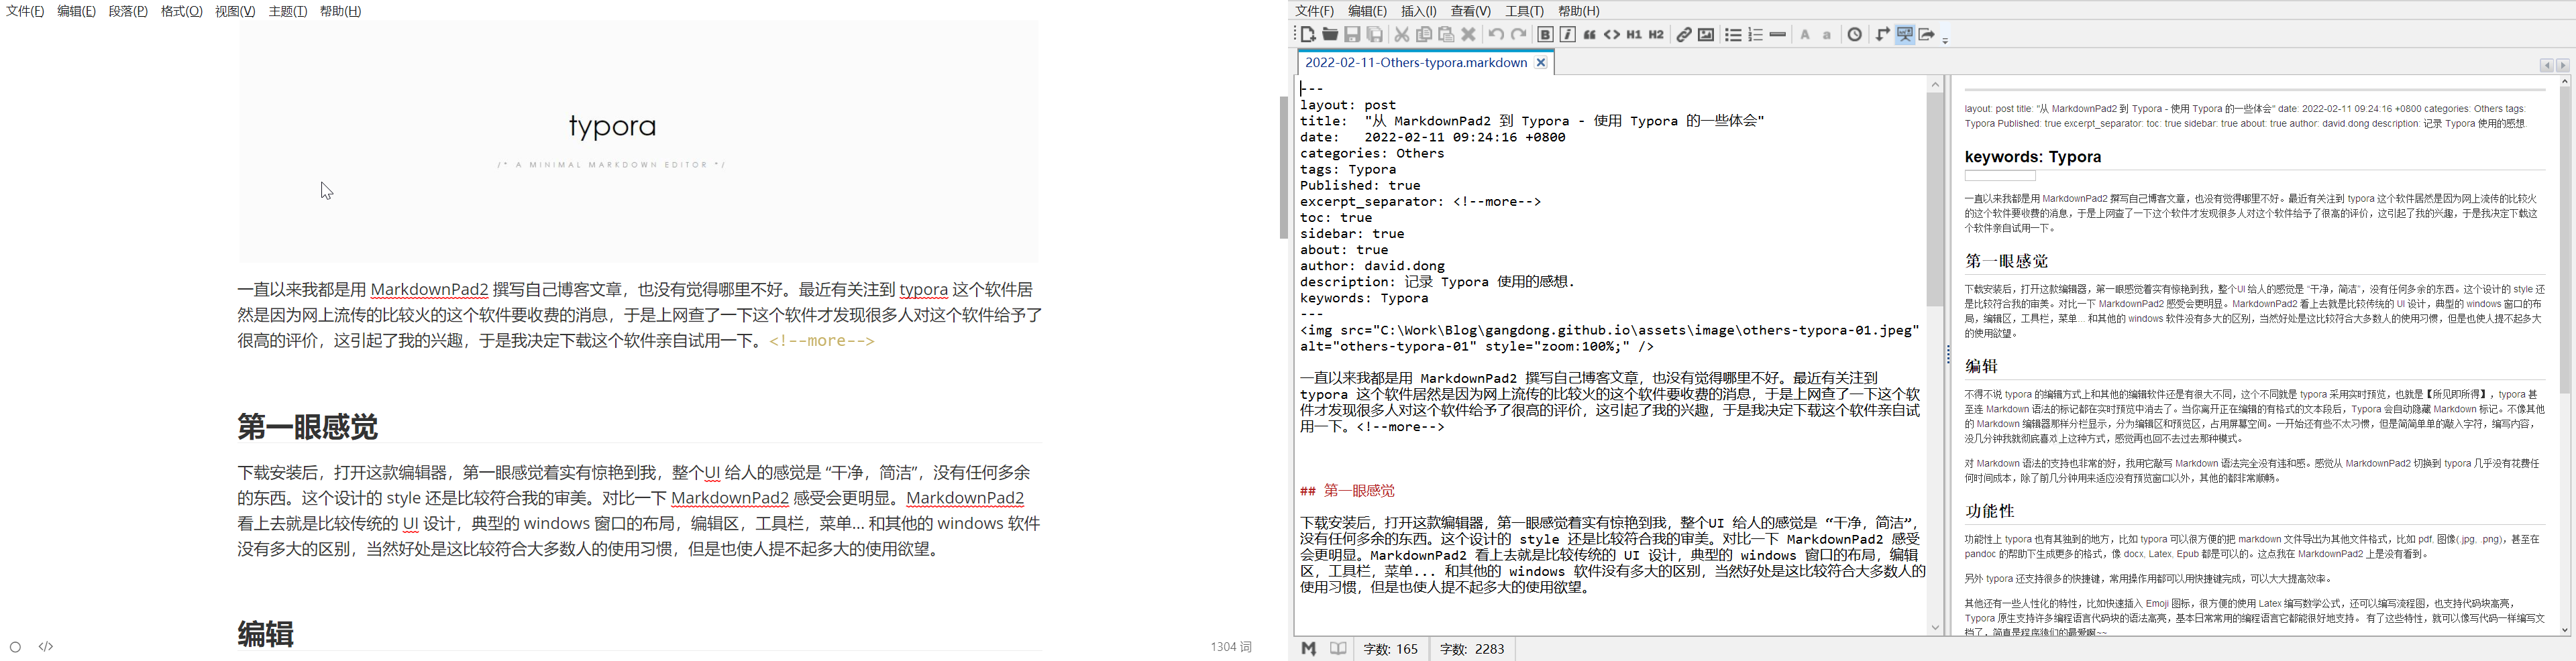 文件(F) 编辑(E) 段落(P) 格式(O) 视图(V) 主题(T) 帮助(H)
typora
/* A MINIMAL MARKDOWN EDITOR */
一直以来我都是用 MarkdownPad2 撰写自己博客文章，也没有觉得哪里不好。最近有关注到 typora 这个软件居
然是因为网上流传的比较火的这个软件要收费的消息，于是上网查了一下这个软件才发现很多人对这个软件给予了
很高的评价，这引起了我的兴趣，于是我决定下载这个软件亲自试用一下。<!--more-->
第一眼感觉
下载安装后，打开这款编辑器，第一眼感觉着实有惊艳到我，整个UI 给人的感觉是 “干净，简洁”，没有任何多余
的东西。这个设计的 style 还是比较符合我的审美。对比一下 MarkdownPad2 感受会更明显。MarkdownPad2
看上去就是比较传统的 UI 设计，典型的 windows 窗口的布局，编辑区，工具栏，菜单... 和其他的 windows 软件
没有多大的区别，当然好处是这比较符合大多数人的使用习惯，但是也使人提不起多大的使用欲望。
编辑
1304 词
文件(F) 编辑(E) 插入(I) 查看(V) 工具(T) 帮助(H)
H1 H2 A a
2022-02-11-Others-typora.markdown
---
layout: post
title:  "从 MarkdownPad2 到 Typora - 使用 Typora 的一些体会"
date:   2022-02-11 09:24:16 +0800
categories: Others
tags: Typora
Published: true
excerpt_separator: <!--more-->
toc: true
sidebar: true
about: true
author: david.dong
description: 记录 Typora 使用的感想.
keywords: Typora
---
<img src="C:\Work\Blog\gangdong.github.io\assets\image\others-typora-01.jpeg"
alt="others-typora-01" style="zoom:100%;" />
一直以来我都是用 MarkdownPad2 撰写自己博客文章，也没有觉得哪里不好。最近有关注到
typora 这个软件居然是因为网上流传的比较火的这个软件要收费的消息，于是上网查了一下这个软
件才发现很多人对这个软件给予了很高的评价，这引起了我的兴趣，于是我决定下载这个软件亲自试
用一下。<!--more-->
## 第一眼感觉
下载安装后，打开这款编辑器，第一眼感觉着实有惊艳到我，整个UI 给人的感觉是 “干净，简洁”，
没有任何多余的东西。这个设计的 style 还是比较符合我的审美。对比一下 MarkdownPad2 感受
会更明显。MarkdownPad2 看上去就是比较传统的 UI 设计，典型的 windows 窗口的布局，编辑
区，工具栏，菜单... 和其他的 windows 软件没有多大的区别，当然好处是这比较符合大多数人的
使用习惯，但是也使人提不起多大的使用欲望。
字数: 165 字数: 2283
layout: post title: "从 MarkdownPad2 到 Typora - 使用 Typora 的一些体会" date: 2022-02-11 09:24:16 +0800 categories: Others tags:
Typora Published: true excerpt_separator: toc: true sidebar: true about: true author: david.dong description: 记录 Typora 使用的感想.
keywords: Typora
一直以来我都是用 MarkdownPad2 撰写自己博客文章，也没有觉得哪里不好。最近有关注到 typora 这个软件居然是因为网上流传的比较火
的这个软件要收费的消息，于是上网查了一下这个软件才发现很多人对这个软件给予了很高的评价，这引起了我的兴趣，于是我决定下载这
个软件亲自试用一下。
第一眼感觉
下载安装后，打开这款编辑器，第一眼感觉着实有惊艳到我，整个UI 给人的感觉是 “干净，简洁”，没有任何多余的东西。这个设计的 style 还
是比较符合我的审美。对比一下 MarkdownPad2 感受会更明显。MarkdownPad2 看上去就是比较传统的 UI 设计，典型的 windows 窗口的布
局，编辑区，工具栏，菜单... 和其他的 windows 软件没有多大的区别，当然好处是这比较符合大多数人的使用习惯，但是也使人提不起多大
的使用欲望。
编辑
不得不说 typora 的编辑方式上和其他的编辑软件还是有很大不同，这个不同就是 typora 采用实时预览，也就是【所见即所得】，typora 甚
至连 Markdown 语法的标记都在实时预览中消去了。当你离开正在编辑的有格式的文本段后，Typora 会自动隐藏 Markdown 标记。不像其他
的 Markdown 编辑器那样分栏显示，分为编辑区和预览区，占用屏幕空间。一开始还有些不太习惯，但是简简单单的敲入字符，编写内容，
没几分钟我就彻底喜欢上这种方式，感觉再也回不去过去那种模式。
对 Markdown 语法的支持也非常的好，我用它敲写 Markdown 语法完全没有违和感。感觉从 MarkdownPad2 切换到 typora 几乎没有花费任
何时间成本，除了前几分钟用来适应没有预览窗口以外，其他的都非常顺畅。
功能性
功能性上 typora 也有其独到的地方，比如 typora 可以很方便的把 markdown 文件导出为其他文件格式，比如 pdf, 图像(.jpg, .png)，甚至在
pandoc 的帮助下生成更多的格式，像 docx, Latex, Epub 都是可以的。这点我在 MarkdownPad2 上是没有看到。
另外 typora 还支持很多的快捷键，常用操作用都可以用快捷键完成，可以大大提高效率。
其他还有一些人性化的特性，比如快速插入 Emoji 图标，很方便的使用 Latex 编写数学公式，还可以编写流程图，也支持代码块高亮，
Typora 原生支持许多编程语言代码块的语法高亮，基本日常常用的编程语言它都能很好地支持。 有了这些特性，就可以像写代码一样编写文
档了，简直是程序猿们的最爱啊~~